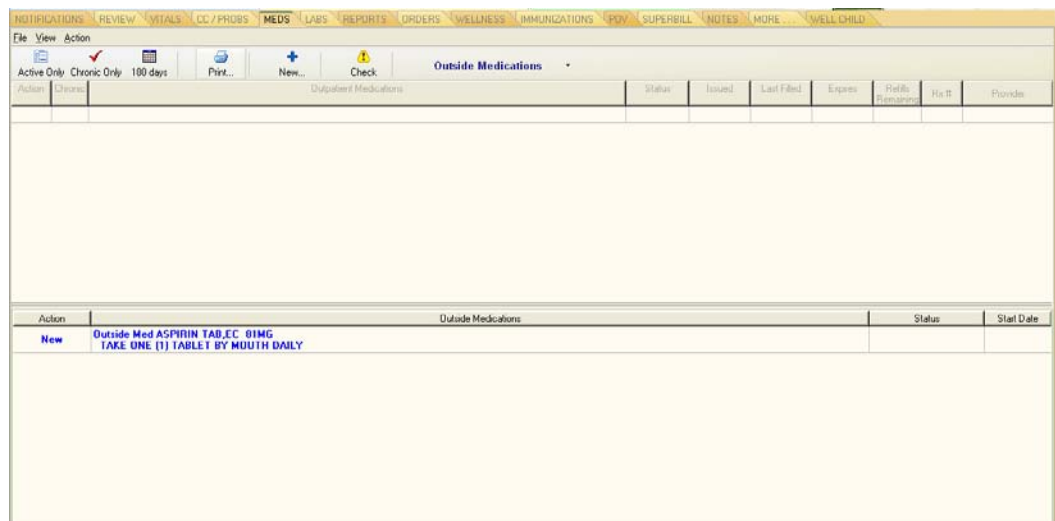 NOTIFICATIONS REVIEW VITALS CC / PROBS MEDS LABS REPORTS ORDERS WELLNESS IMMUNIZATIONS POV SUPERBILL NOTES MORE ... WELL CHILD
File View Action
Active Only Chronic Only 180 days Print... New... Check Outside Medications
Action Chronic Outpatient Medications Status Issued Last Filled Expires Refills Remaining Rx # Provider
Action Outside Medications Status Start Date
New Outside Med ASPIRIN TAB,EC 81MG
TAKE ONE (1) TABLET BY MOUTH DAILY